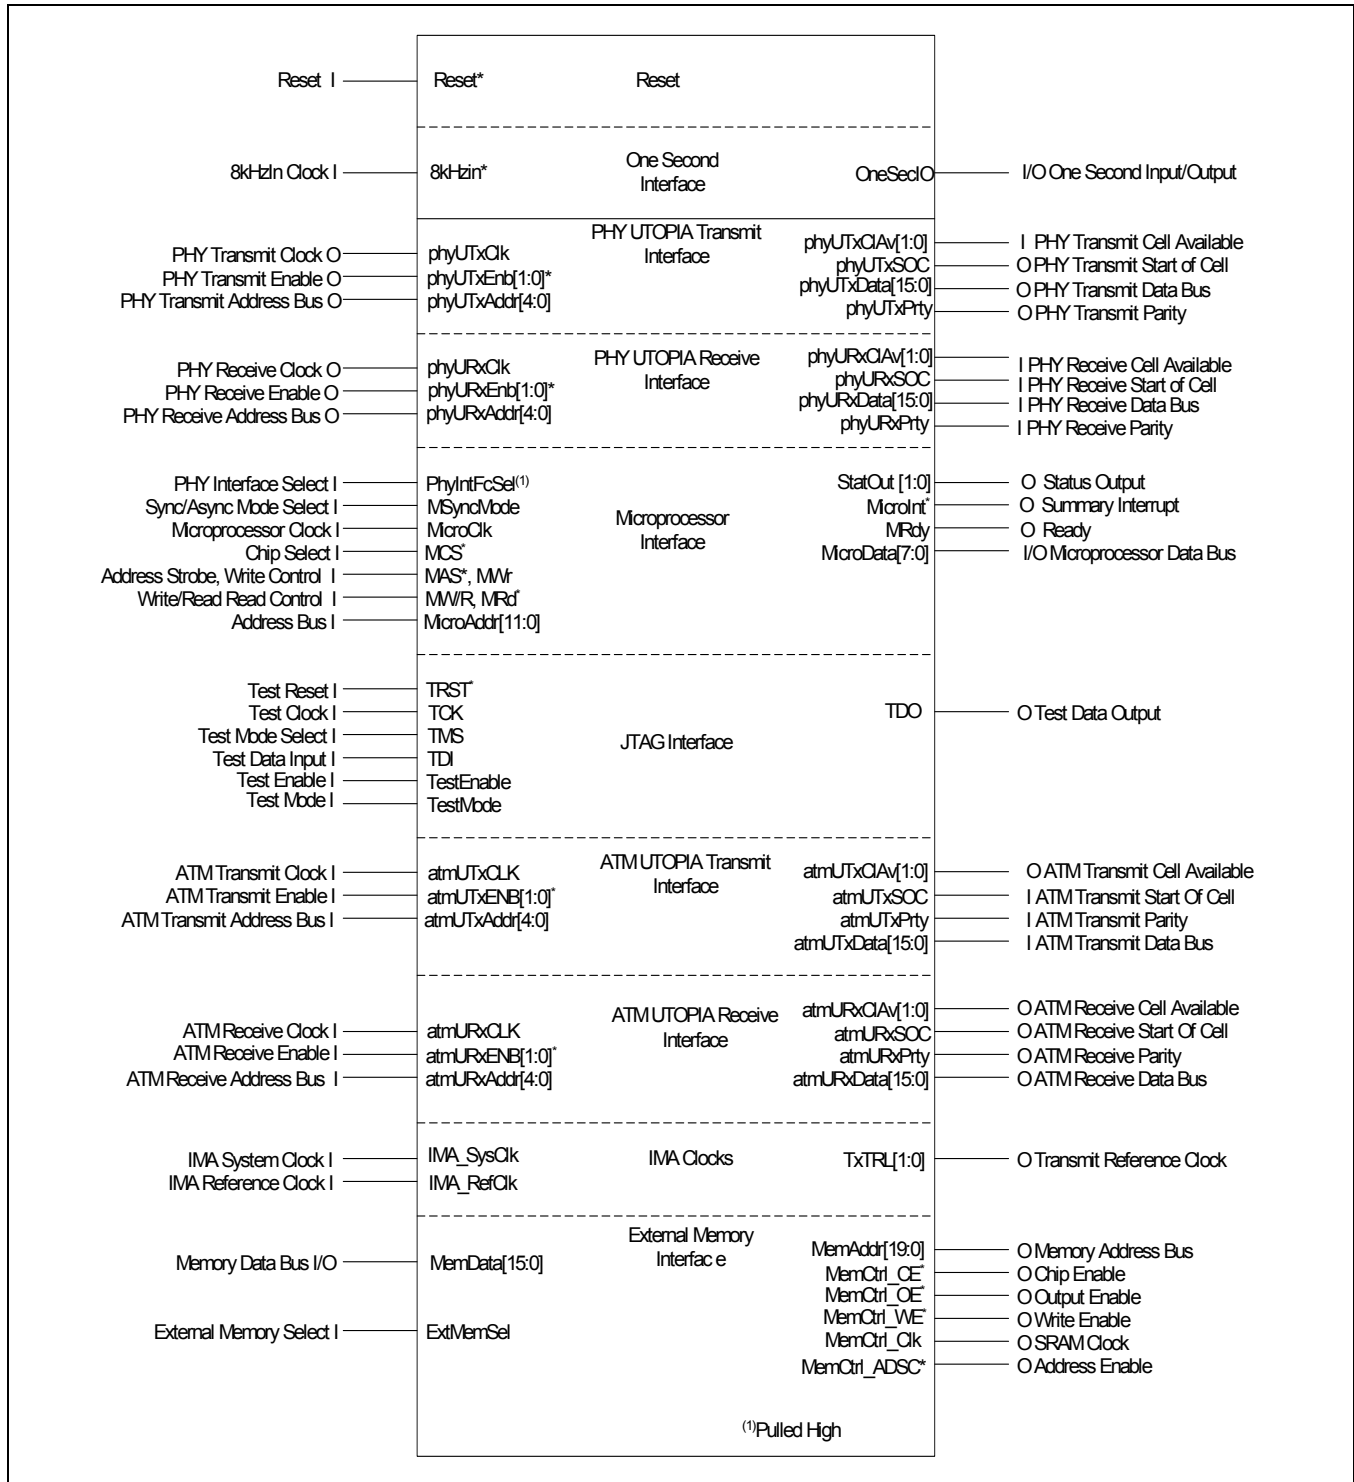 Reset I Reset* Reset
8kHzIn Clock I 8kHzin* One Second Interface OneSecIO I/O One Second Input/Output
PHY UTOPIA Transmit Interface
PHY Transmit Clock O phyUTxClk phyUTxClAv[1:0] I PHY Transmit Cell Available
PHY Transmit Enable O phyUTxEnb[1:0]* phyUTxSOC O PHY Transmit Start of Cell
PHY Transmit Address Bus O phyUTxAddr[4:0] phyUTxData[15:0] O PHY Transmit Data Bus
phyUTxPrty O PHY Transmit Parity
PHY UTOPIA Receive Interface
PHY Receive Clock O phyURxClk phyURxClAv[1:0] I PHY Receive Cell Available
PHY Receive Enable O phyURxEnb[1:0]* phyURxSOC I PHY Receive Start of Cell
PHY Receive Address Bus O phyURxAddr[4:0] phyURxData[15:0] I PHY Receive Data Bus
phyURxPrty I PHY Receive Parity
PHY Interface Select I PhyIntFcSel(1) StatOut [1:0] O Status Output
Sync/Async Mode Select I MSyncMode MicroInt* O Summary Interrupt
Microprocessor Clock I MicroClk Microprocessor Interface MRdy O Ready
Chip Select I MCS* MicroData[7:0] I/O Microprocessor Data Bus
Address Strobe, Write Control I MAS*, MWr
Write/Read Read Control I MW/R, MRd*
Address Bus I MicroAddr[11:0]
Test Reset I TRST*
Test Clock I TCK TDO O Test Data Output
Test Mode Select I TMS JTAG Interface
Test Data Input I TDI
Test Enable I TestEnable
Test Mode I TestMode
ATM UTOPIA Transmit Interface
ATM Transmit Clock I atmUTxCLK atmUTxClAv[1:0] O ATM Transmit Cell Available
ATM Transmit Enable I atmUTxENB[1:0]* atmUTxSOC I ATM Transmit Start Of Cell
ATM Transmit Address Bus I atmUTxAddr[4:0] atmUTxPrty I ATM Transmit Parity
atmUTxData[15:0] I ATM Transmit Data Bus
ATM UTOPIA Receive Interface
atmURxClAv[1:0] O ATM Receive Cell Available
ATM Receive Clock I atmURxCLK atmURxSOC O ATM Receive Start Of Cell
ATM Receive Enable I atmURxENB[1:0]* atmURxPrty O ATM Receive Parity
ATM Receive Address Bus I atmURxAddr[4:0] atmURxData[15:0] O ATM Receive Data Bus
IMA System Clock I IMA_SysClk IMA Clocks TxTRL[1:0] O Transmit Reference Clock
IMA Reference Clock I IMA_RefClk
External Memory Interfac e
Memory Data Bus I/O MemData[15:0] MemAddr[19:0] O Memory Address Bus
MemCtrl_CE* O Chip Enable
MemCtrl_OE* O Output Enable
MemCtrl_WE* O Write Enable
External Memory Select I ExtMemSel MemCtrl_Clk O SRAM Clock
MemCtrl_ADSC* O Address Enable
(1)Pulled High